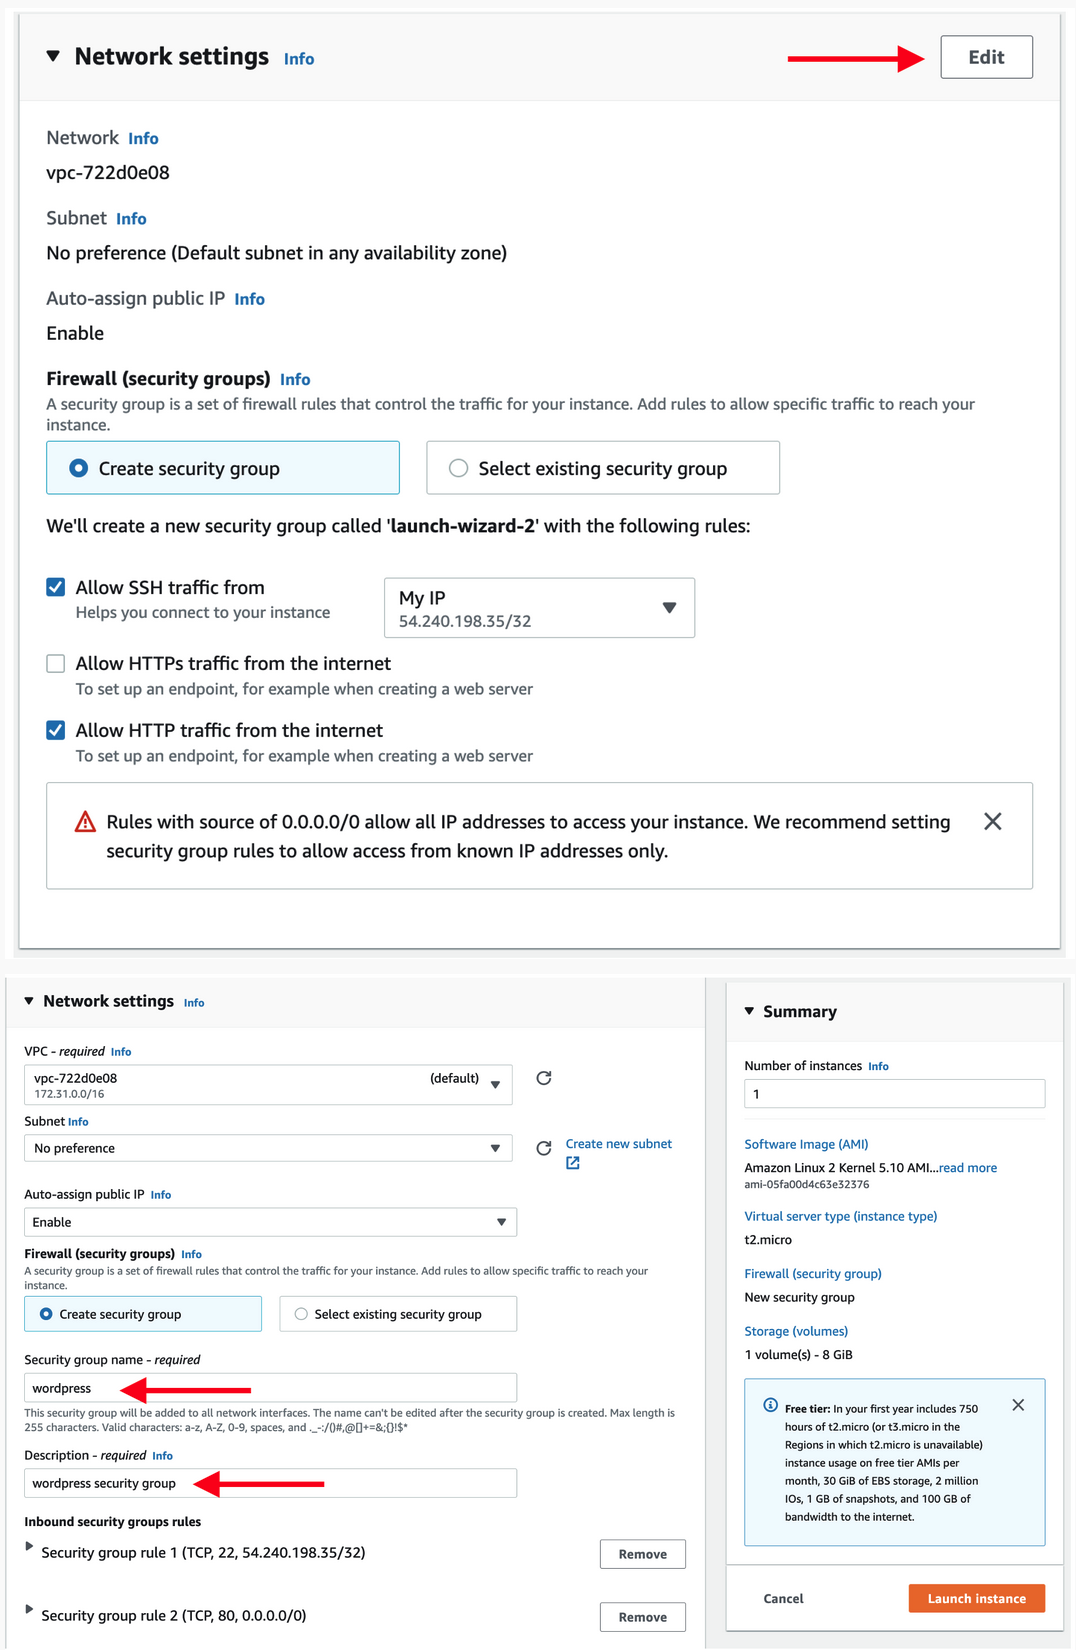 Network settings Info
Edit
Network Info
vpc-722d0e08
Subnet Info
No preference (Default subnet in any availability zone)
Auto-assign public IP Info
Enable
Firewall (security groups) Info
A security group is a set of firewall rules that control the traffic for your instance. Add rules to allow specific traffic to reach your
instance.
Create security group
Select existing security group
We'll create a new security group called 'launch-wizard-2' with the following rules:
Allow SSH traffic from
Helps you connect to your instance
My IP
54.240.198.35/32
Allow HTTPs traffic from the internet
To set up an endpoint, for example when creating a web server
Allow HTTP traffic from the internet
To set up an endpoint, for example when creating a web server
Rules with source of 0.0.0.0/0 allow all IP addresses to access your instance. We recommend setting
security group rules to allow access from known IP addresses only.
Network settings Info
VPC - required Info
vpc-722d0e08 (default)
172.31.0.0/16
Subnet Info
No preference
Create new subnet
Auto-assign public IP Info
Enable
Firewall (security groups) Info
A security group is a set of firewall rules that control the traffic for your instance. Add rules to allow specific traffic to reach your
instance.
Create security group
Select existing security group
Security group name - required
wordpress
This security group will be added to all network interfaces. The name can't be edited after the security group is created. Max length is
255 characters. Valid characters: a-z, A-Z, 0-9, spaces, and ._-:/()#,@[]+=&;{}!$*
Description - required Info
wordpress security group
Inbound security groups rules
Security group rule 1 (TCP, 22, 54.240.198.35/32)
Remove
Security group rule 2 (TCP, 80, 0.0.0.0/0)
Remove
Summary
Number of instances Info
1
Software Image (AMI)
Amazon Linux 2 Kernel 5.10 AMI...read more
ami-05fa00d4c63e32376
Virtual server type (instance type)
t2.micro
Firewall (security group)
New security group
Storage (volumes)
1 volume(s) - 8 GiB
Free tier: In your first year includes 750
hours of t2.micro (or t3.micro in the
Regions in which t2.micro is unavailable)
instance usage on free tier AMIs per
month, 30 GiB of EBS storage, 2 million
IOs, 1 GB of snapshots, and 100 GB of
bandwidth to the internet.
Cancel
Launch instance